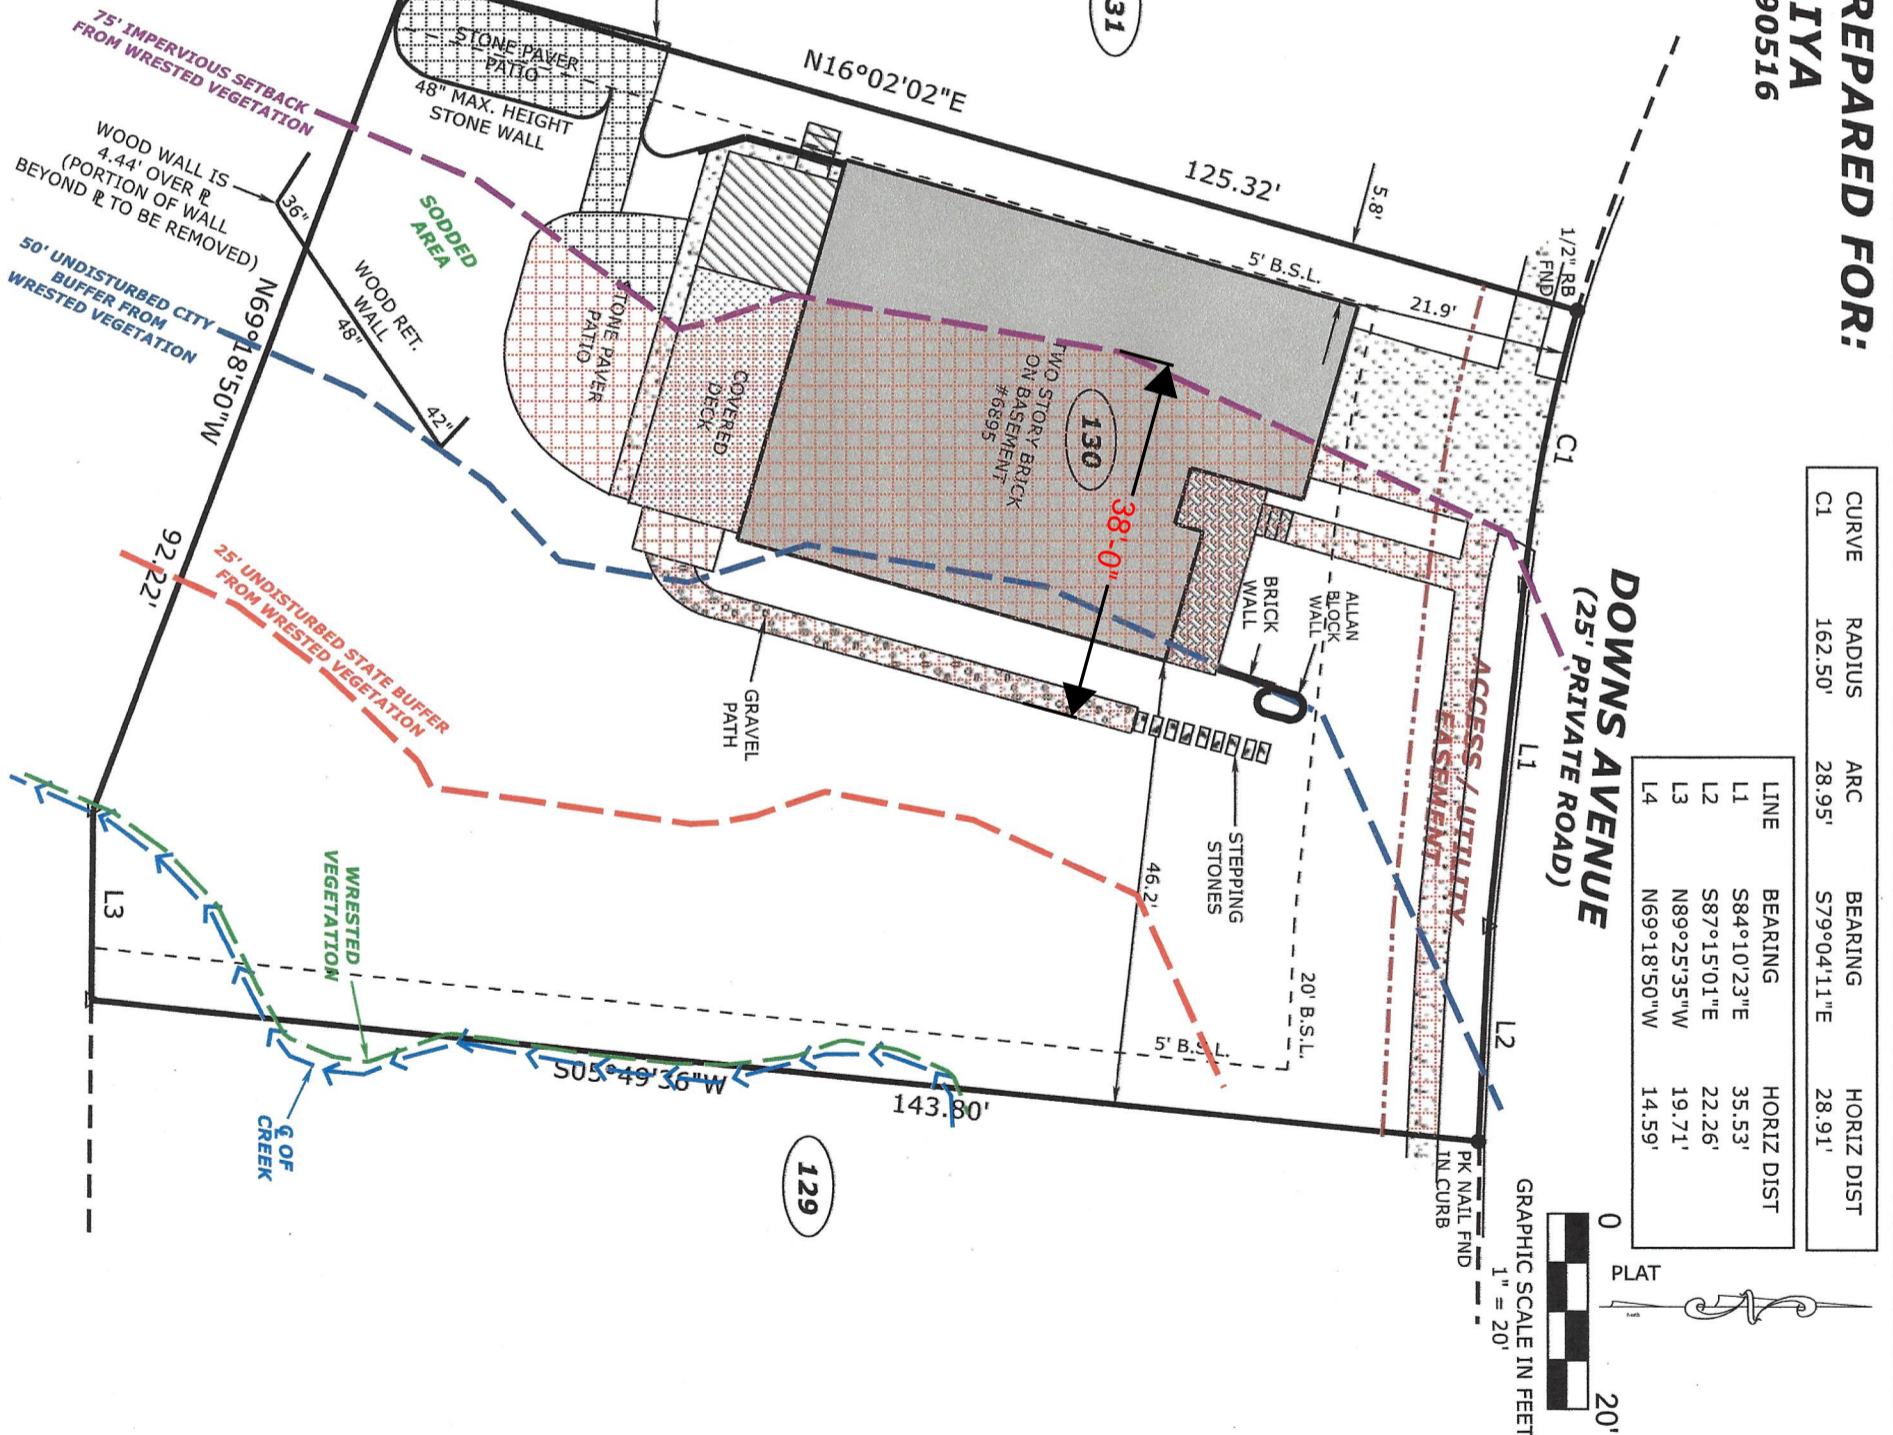 REPARED FOR:
IYA
90516
131
N16°02'02"E
125.32'
5.8'
1/2" RB
FND
5' B.S.L.
21.9'
C1
75' IMPERVIOUS SETBACK
FROM WRESTED VEGETATION
STONE PAVER
PATIO
48" MAX. HEIGHT
STONE WALL
WOOD WALL IS
4.44' OVER ⅊
(PORTION OF WALL
BEYOND ⅊ TO BE REMOVED)
36"
SODDED
AREA
WOOD RET.
WALL
48"
42"
50' UNDISTURBED CITY
BUFFER FROM
WRESTED VEGETATION
N69°18'50"W
92.22'
TONE PAVER
PATIO
COVERED
DECK
TWO STORY BRICK
ON BASEMENT
#6895
130
38'-0"
BRICK
WALL
ALLAN
BLOCK
WALL
25' UNDISTURBED STATE BUFFER
FROM WRESTED VEGETATION
GRAVEL
PATH
STEPPING
STONES
46.2'
20' B.S.L.
5' B.S.L.
ACCESS / UTILITY
EASEMENT
DOWNS AVENUE
(25' PRIVATE ROAD)
L1
L2
L3
WRESTED
VEGETATION
℄ OF
CREEK
S05°49'36"W
143.80'
129
PK NAIL FND
IN CURB
CURVE RADIUS ARC BEARING HORIZ DIST
C1 162.50' 28.95' S79°04'11"E 28.91'
LINE BEARING HORIZ DIST
L1 S84°10'23"E 35.53'
L2 S87°15'01"E 22.26'
L3 N89°25'35"W 19.71'
L4 N69°18'50"W 14.59'
PLAT
North
0 20'
GRAPHIC SCALE IN FEET
1" = 20'